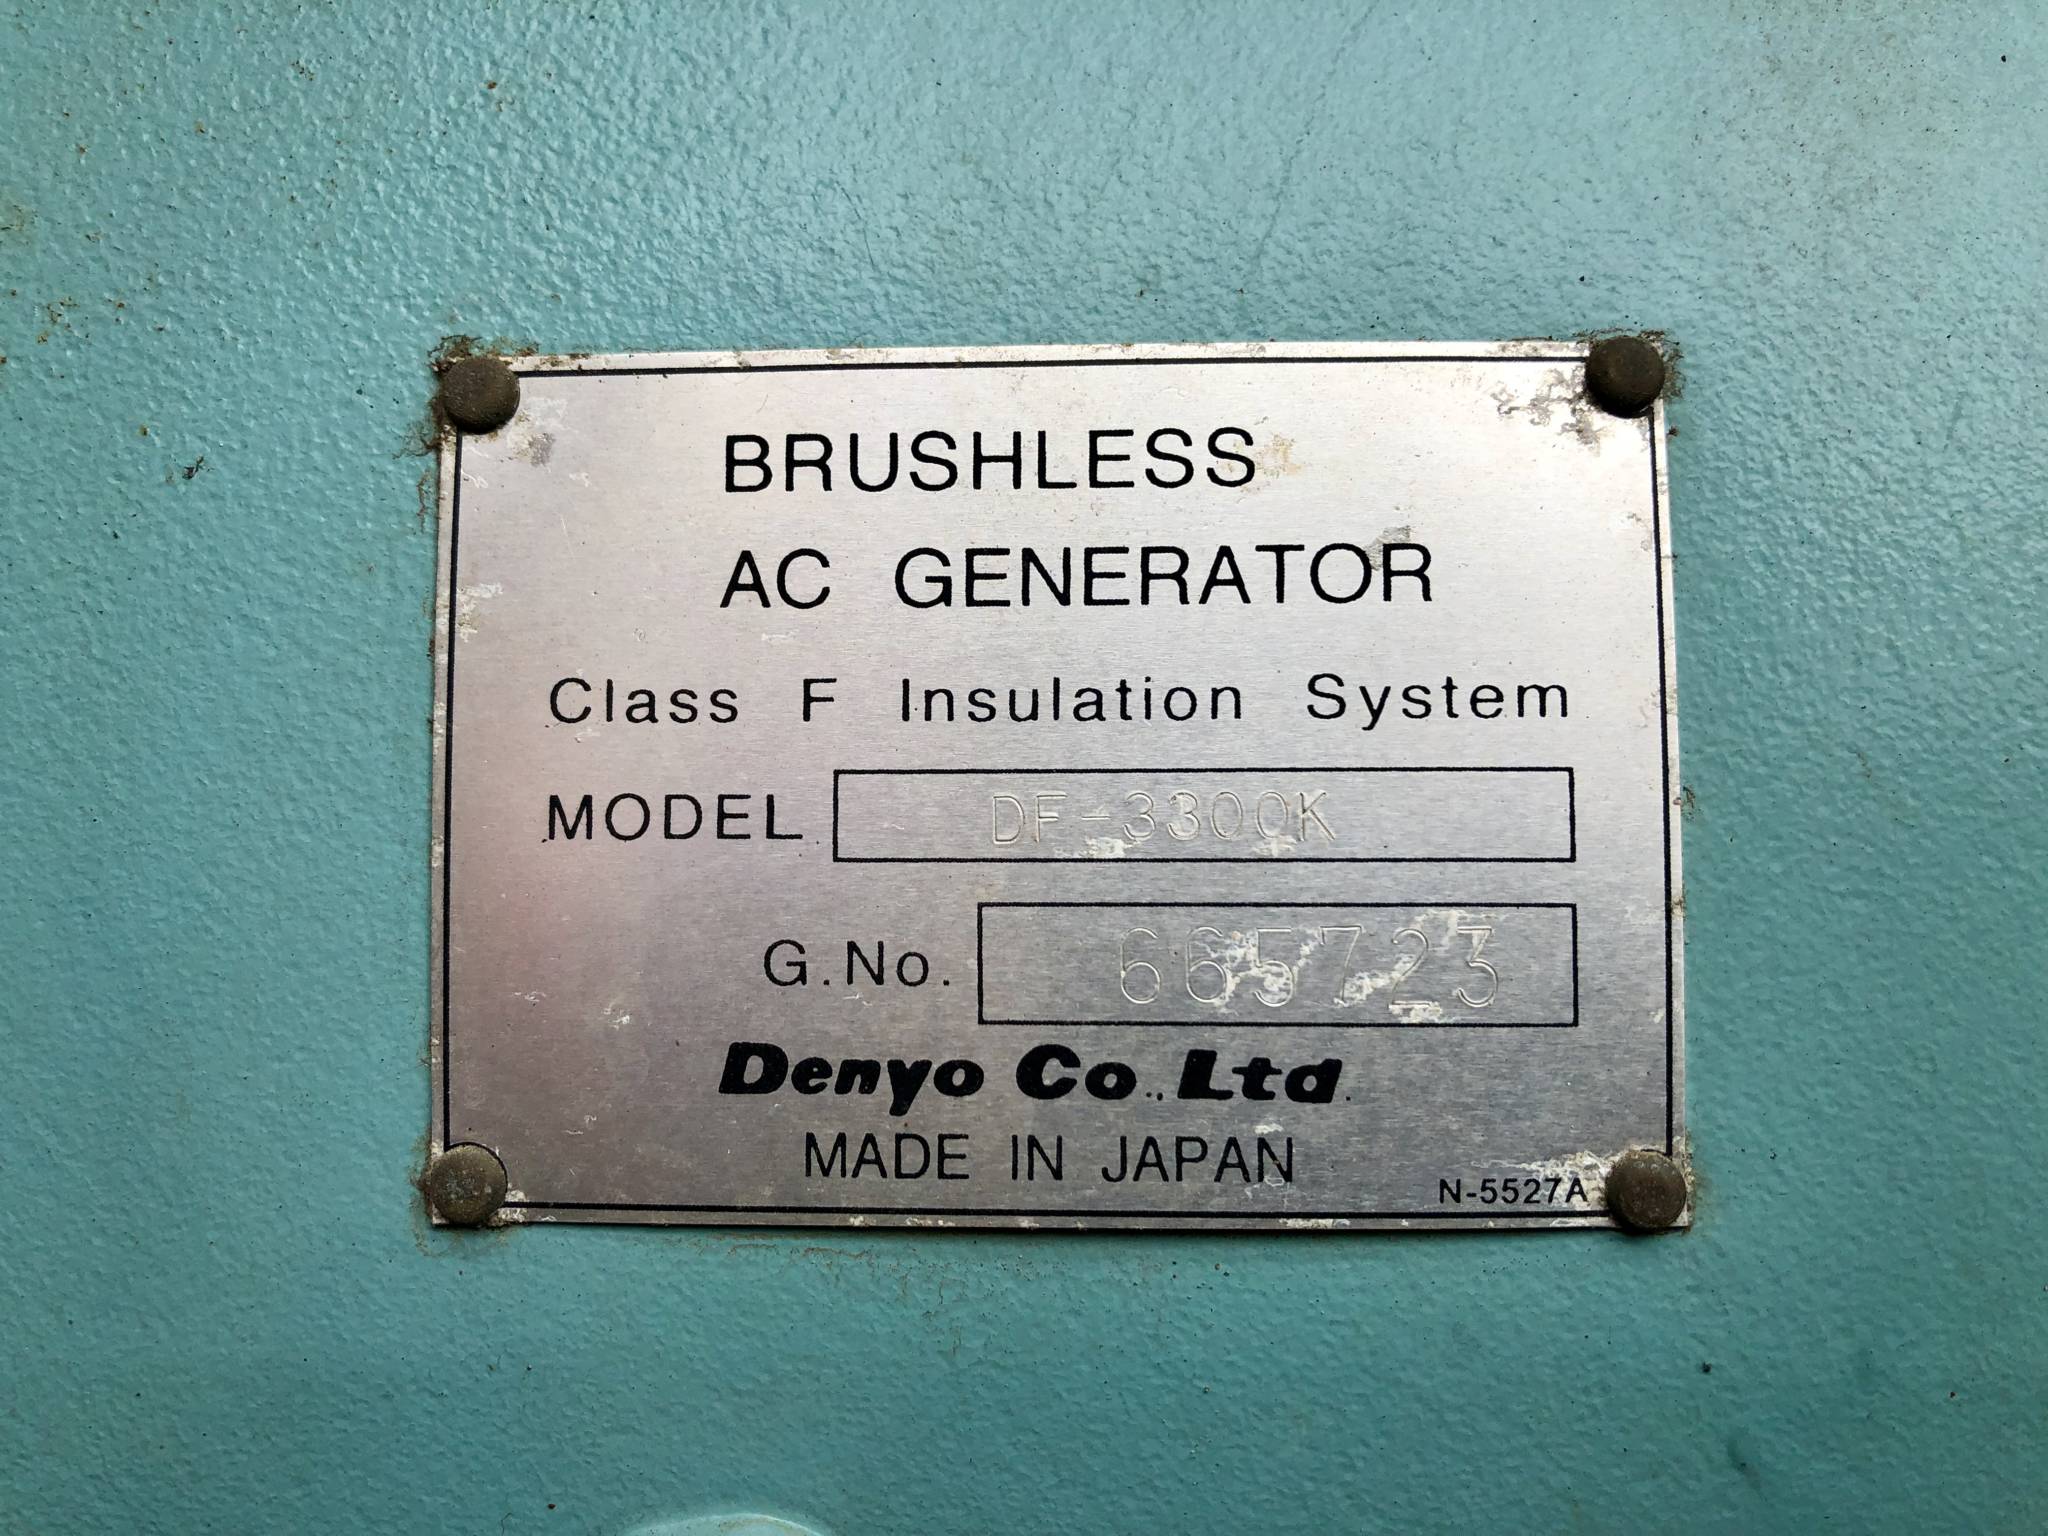 BRUSHLESS
AC GENERATOR
Class F Insulation System
MODEL DF-3300K
G.No. 665723
Denyo Co., Ltd.
MADE IN JAPAN
N-5527A